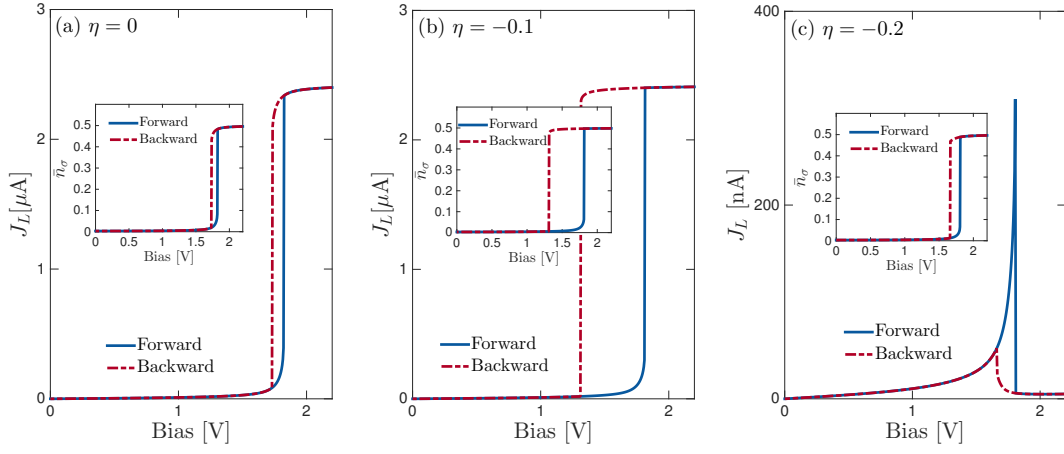 (a) η = 0
J_L[μA]
3
2
1
0
0
1
2
Bias [V]
Forward
Backward
n̄_σ
0.5
0.4
0.3
0.2
0.1
0
0
0.5
1
1.5
2
Bias [V]
Forward
Backward
(b) η = −0.1
J_L[μA]
3
2
1
0
0
1
2
Bias [V]
Forward
Backward
n̄_σ
0.5
0.4
0.3
0.2
0.1
0
0
0.5
1
1.5
2
Bias [V]
Forward
Backward
(c) η = −0.2
J_L [nA]
400
200
0
0
1
2
Bias [V]
Forward
Backward
n̄_σ
0.5
0.4
0.3
0.2
0.1
0
0
0.5
1
1.5
2
Bias [V]
Forward
Backward